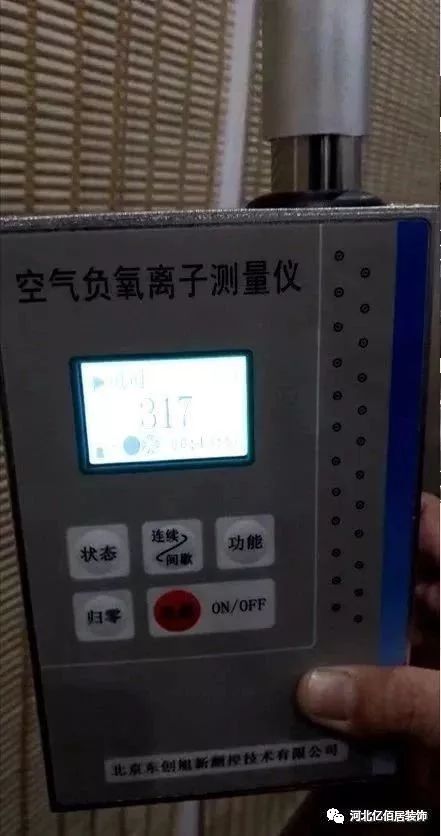 空气负氧离子测量仪
317
状态
连续
间歇
功能
归零
ON/OFF
北京东创旭新测控技术有限公司
河北亿佰居装饰